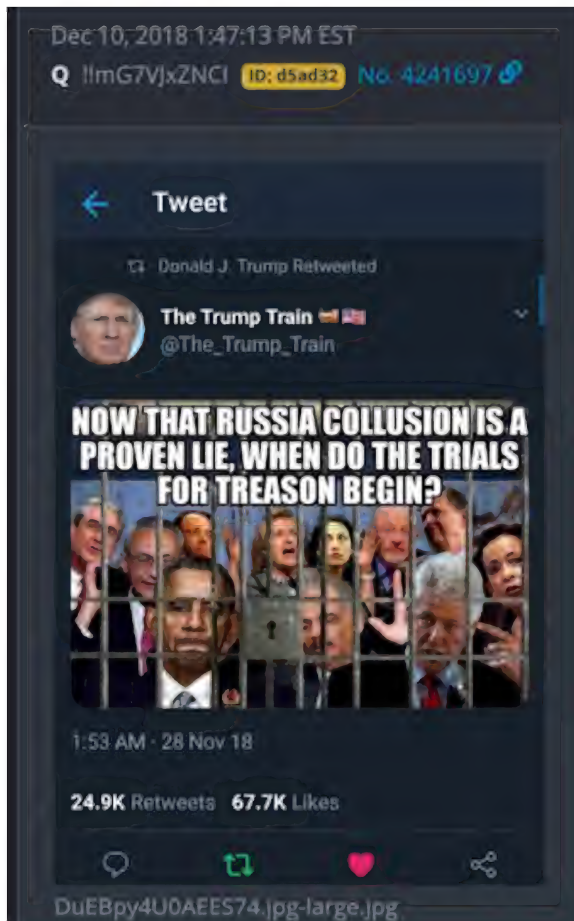 Dec 10, 2018 1:47:13 PM EST
Q !!mG7VJxZNCI ID: d5ad32 No. 4241697
Tweet
Donald J. Trump Retweeted
The Trump Train
@The_Trump_Train
NOW THAT RUSSIA COLLUSION IS A
PROVEN LIE, WHEN DO THE TRIALS
FOR TREASON BEGIN?
1:53 AM · 28 Nov 18
24.9K Retweets 67.7K Likes
DuEBpy4U0AEES74.jpg-large.jpg